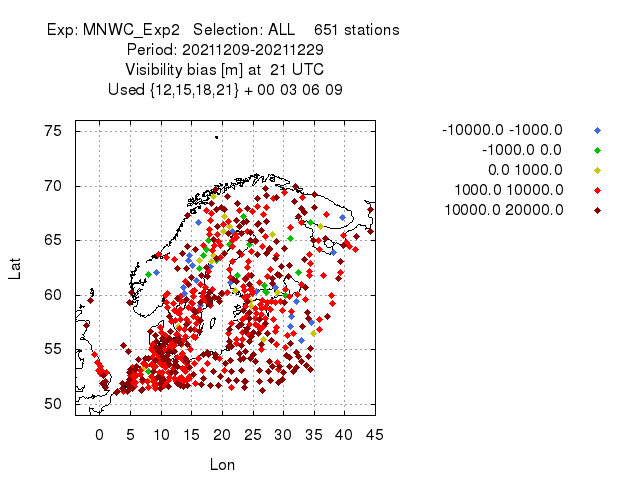 Exp: MNWC_Exp2 Selection: ALL 651 stations
Period: 20211209-20211229
Visibility bias [m] at 21 UTC
Used {12,15,18,21} + 00 03 06 09
-10000.0 -1000.0
-1000.0 0.0
0.0 1000.0
1000.0 10000.0
10000.0 20000.0
75
70
65
60
55
50
Lat
0 5 10 15 20 25 30 35 40 45
Lon